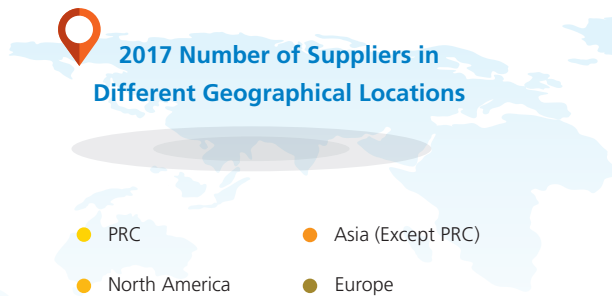 2017 Number of Suppliers in
Different Geographical Locations
PRC
Asia (Except PRC)
North America
Europe